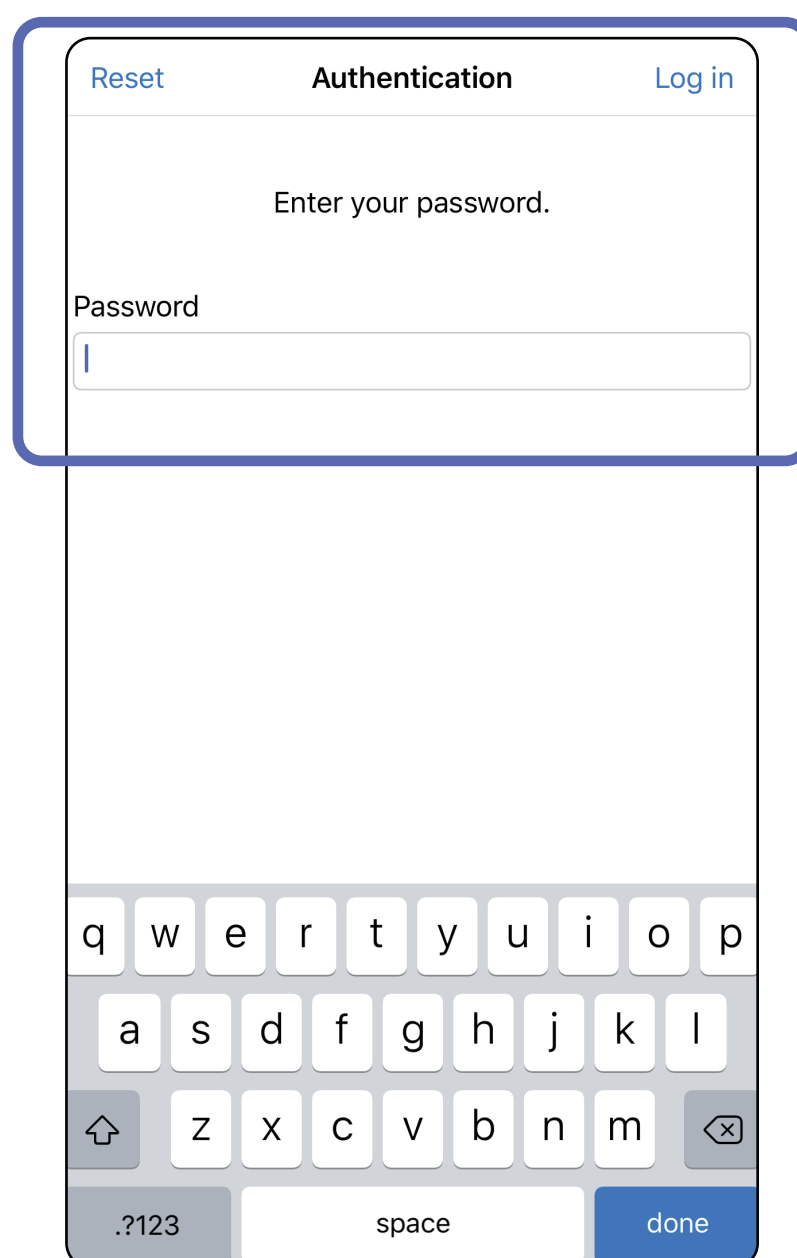 Reset Authentication Log in
Enter your password.
Password
q w e r t y u i o p
a s d f g h j k l
z x c v b n m
.?123 space done